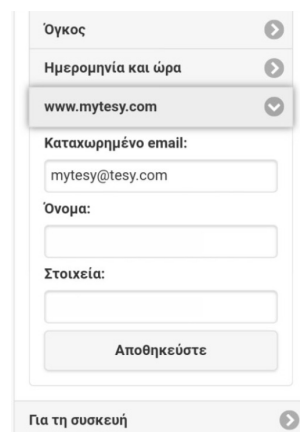 Όγκος
Ημερομηνία και ώρα
www.mytesy.com
Καταχωρημένο email:
mytesy@tesy.com
Όνομα:
Στοιχεία:
Αποθηκεύστε
Για τη συσκευή